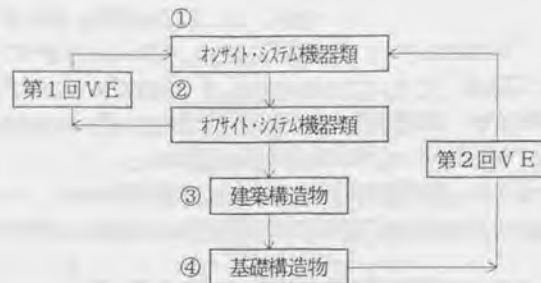 ①
オンサイト・システム機器類
第1回VE
②
オフサイト・システム機器類
第2回VE
③ 建築構造物
④ 基礎構造物